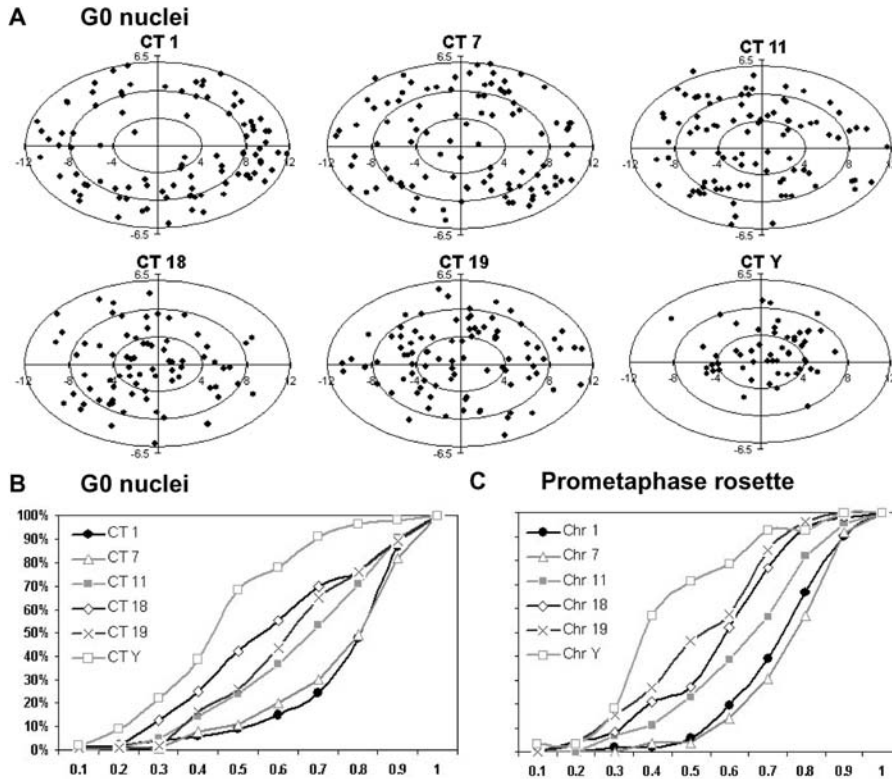 A G0 nuclei
CT 1 CT 7 CT 11
6.5 6.5 6.5
-12 -8 -4 4 8 12 -12 -8 -4 4 8 12 -12 -8 -4 4 8 12
-6.5 -6.5 -6.5
CT 18 CT 19 CT Y
6.5 6.5 6.5
-12 -8 -4 4 8 12 -12 -8 -4 4 8 12 -12 -8 -4 4 8 12
-6.5 -6.5 -6.5
B G0 nuclei
100%
90%
80%
70%
60%
50%
40%
30%
20%
10%
0%
CT 1
CT 7
CT 11
CT 18
CT 19
CT Y
0.1 0.2 0.3 0.4 0.5 0.6 0.7 0.8 0.9 1
C Prometaphase rosette
Chr 1
Chr 7
Chr 11
Chr 18
Chr 19
Chr Y
0.1 0.2 0.3 0.4 0.5 0.6 0.7 0.8 0.9 1